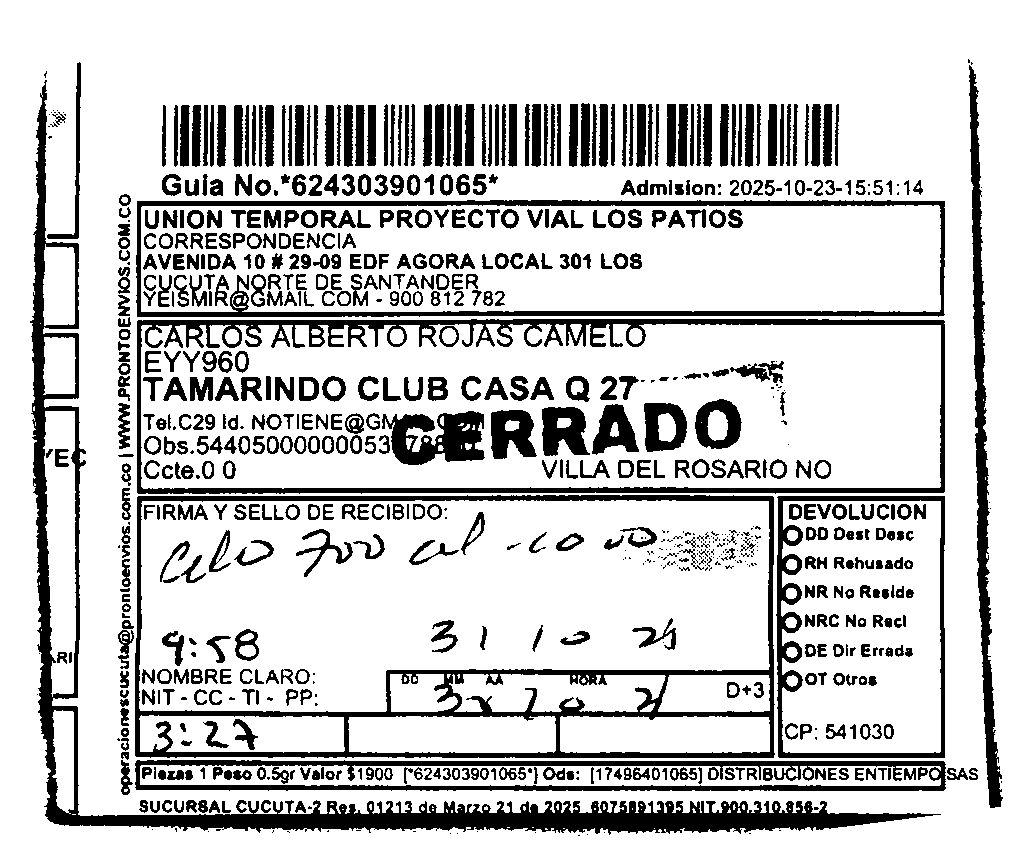 Guia No.*624303901065*
Admision: 2025-10-23-15:51:14
UNION TEMPORAL PROYECTO VIAL LOS PATIOS
CORRESPONDENCIA
AVENIDA 10 # 29-09 EDF AGORA LOCAL 301 LOS
CUCUTA NORTE DE SANTANDER
YEISMIR@GMAIL COM - 900 812 782
CARLOS ALBERTO ROJAS CAMELO
EYY960
TAMARINDO CLUB CASA Q 27
Tel.C29 Id. NOTIENE@GM
CERRADO
Ccte.0 0
VILLA DEL ROSARIO NO
FIRMA Y SELLO DE RECIBIDO:
9:58
31 10
NOMBRE CLARO:
NIT - CC - TI - PP:
DD MM AA HORA
D+3
3:27
DEVOLUCION
DD Dest Desc
RH Rehusado
NR No Reside
NRC No Recl
DE Dir Errada
OT Otros
CP: 541030
Piezas 1 Peso 0.5gr Valor $1900 [*624303901065*] Ods: [17496401065] DISTRIBUCIONES ENTIEMPO SAS
SUCURSAL CUCUTA-2 Res. 01213 de Marzo 21 de 2025 6075891395 NIT.900.310.856-2
operacionescucuta@prontoenvios.com.co | WWW.PRONTOENVIOS.COM.CO